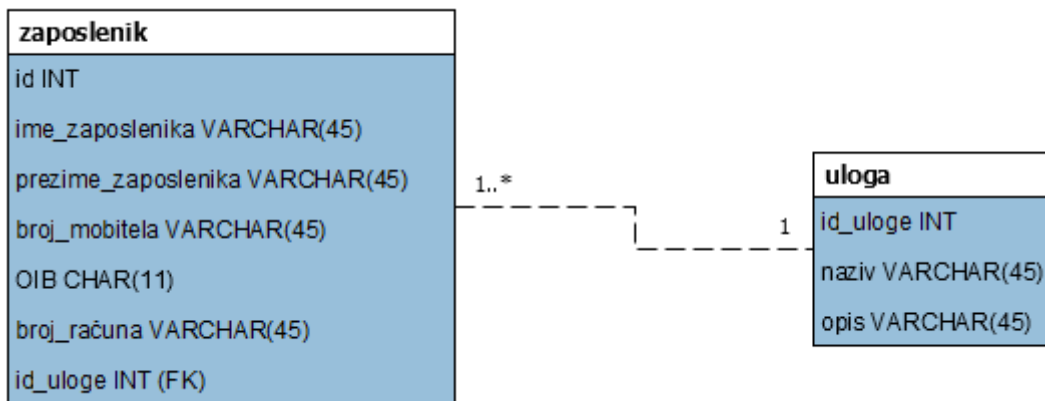 zaposlenik
id INT
ime_zaposlenika VARCHAR(45)
prezime_zaposlenika VARCHAR(45)
broj_mobitela VARCHAR(45)
OIB CHAR(11)
broj_računa VARCHAR(45)
id_uloge INT (FK)
1..*
1
uloga
id_uloge INT
naziv VARCHAR(45)
opis VARCHAR(45)